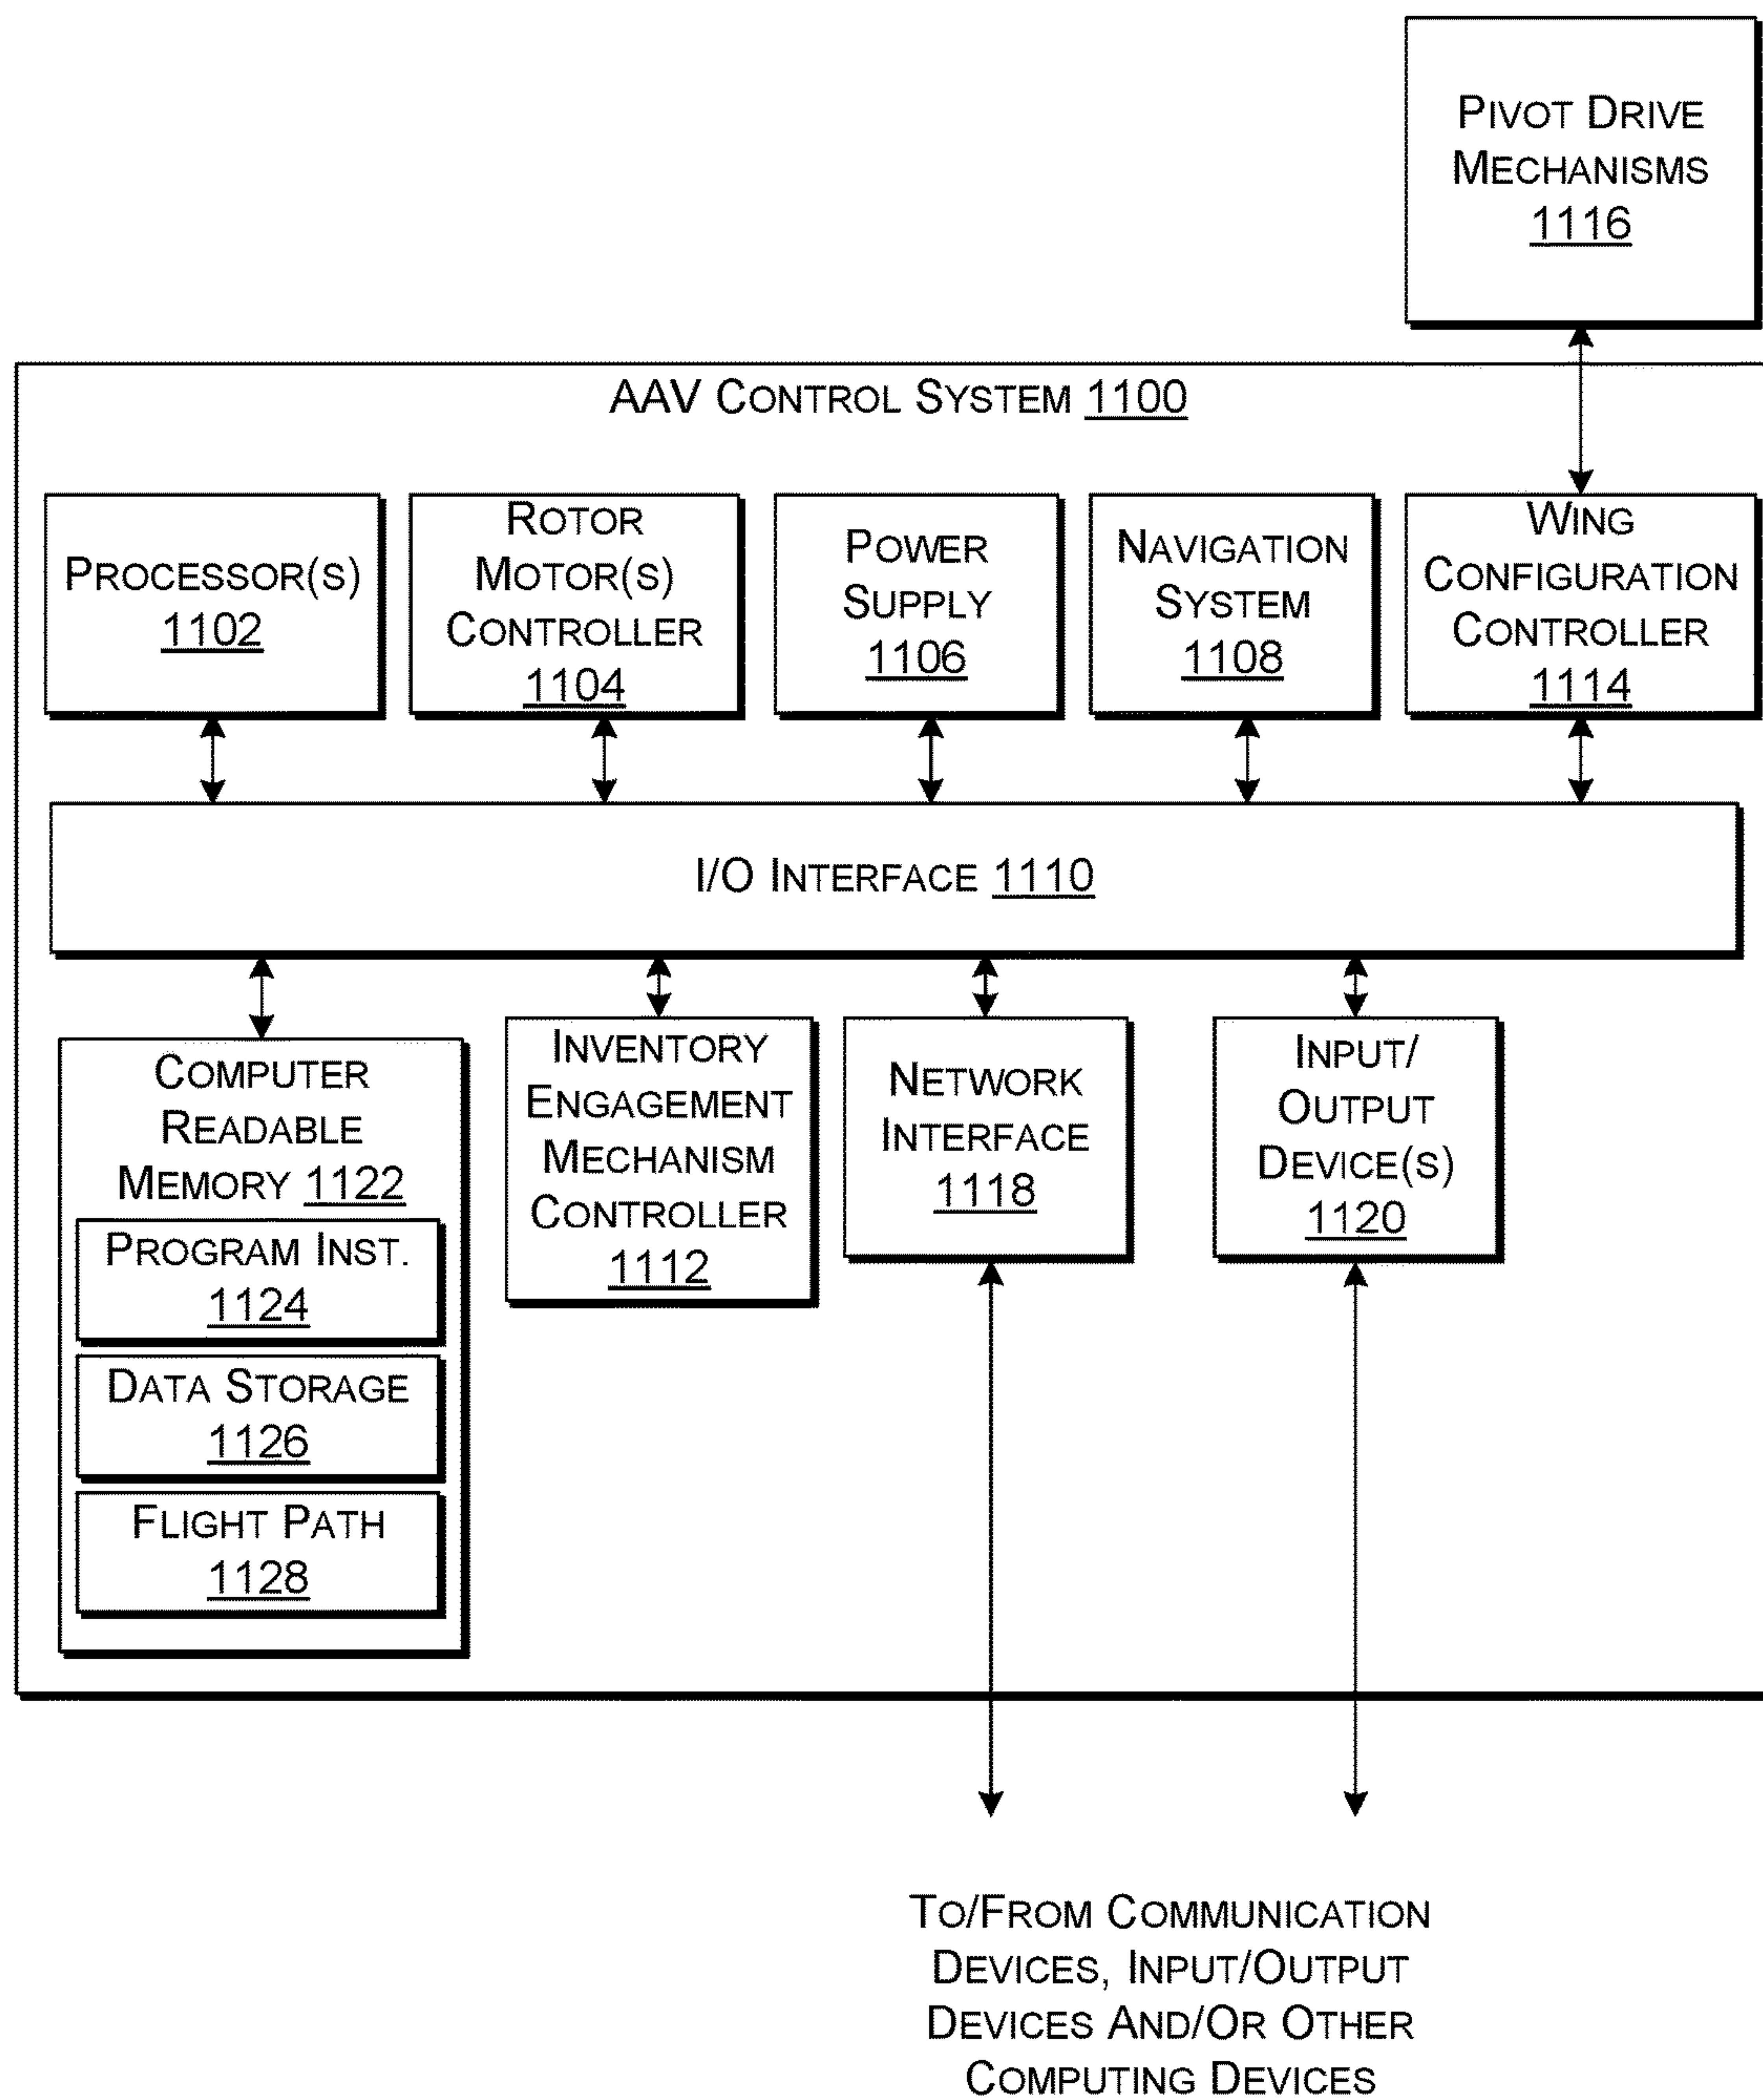 PIVOT DRIVE
MECHANISMS
1116
AAV CONTROL SYSTEM 1100
PROCESSOR(S)
1102
ROTOR
MOTOR(S)
CONTROLLER
1104
POWER
SUPPLY
1106
NAVIGATION
SYSTEM
1108
WING
CONFIGURATION
CONTROLLER
1114
I/O INTERFACE 1110
COMPUTER
READABLE
MEMORY 1122
PROGRAM INST.
1124
DATA STORAGE
1126
FLIGHT PATH
1128
INVENTORY
ENGAGEMENT
MECHANISM
CONTROLLER
1112
NETWORK
INTERFACE
1118
INPUT/
OUTPUT
DEVICE(S)
1120
TO/FROM COMMUNICATION
DEVICES, INPUT/OUTPUT
DEVICES AND/OR OTHER
COMPUTING DEVICES